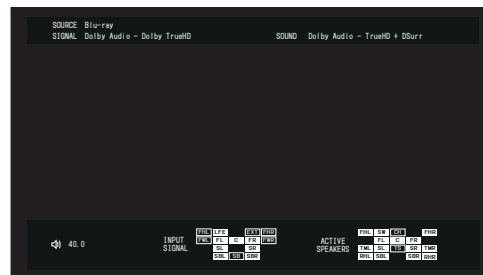 SOURCE Blu-ray
SIGNAL Dolby Audio - Dolby TrueHD SOUND Dolby Audio - TrueHD + DSurr
FHL LFE EXT FHR FHL SW CH FHR
INPUT FWL FL C FR FWR ACTIVE FL C FR
40.0 SIGNAL SL SR SPEAKERS TML SL TS SR TMR
SBL SB SBR RHL SBL SBR RHR